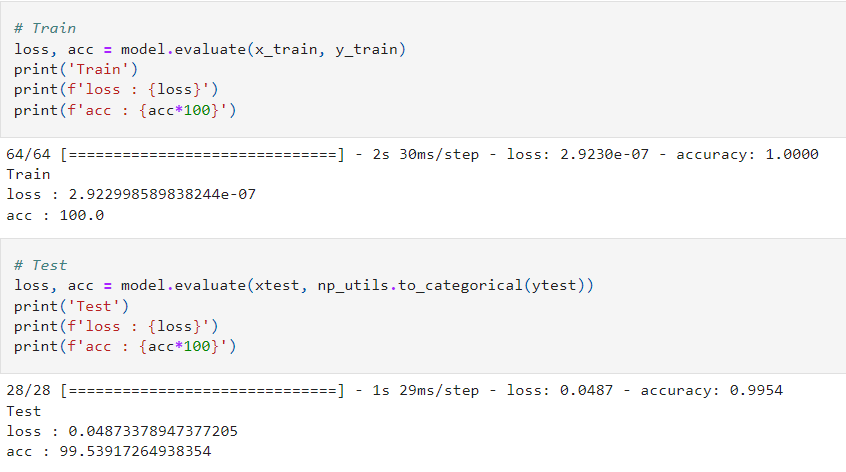 # Train
loss, acc = model.evaluate(x_train, y_train)
print('Train')
print(f'loss : {loss}')
print(f'acc : {acc*100}')
64/64 [==============================] - 2s 30ms/step - loss: 2.9230e-07 - accuracy: 1.0000
Train
loss : 2.922998589838244e-07
acc : 100.0
# Test
loss, acc = model.evaluate(xtest, np_utils.to_categorical(ytest))
print('Test')
print(f'loss : {loss}')
print(f'acc : {acc*100}')
28/28 [==============================] - 1s 29ms/step - loss: 0.0487 - accuracy: 0.9954
Test
loss : 0.04873378947377205
acc : 99.53917264938354